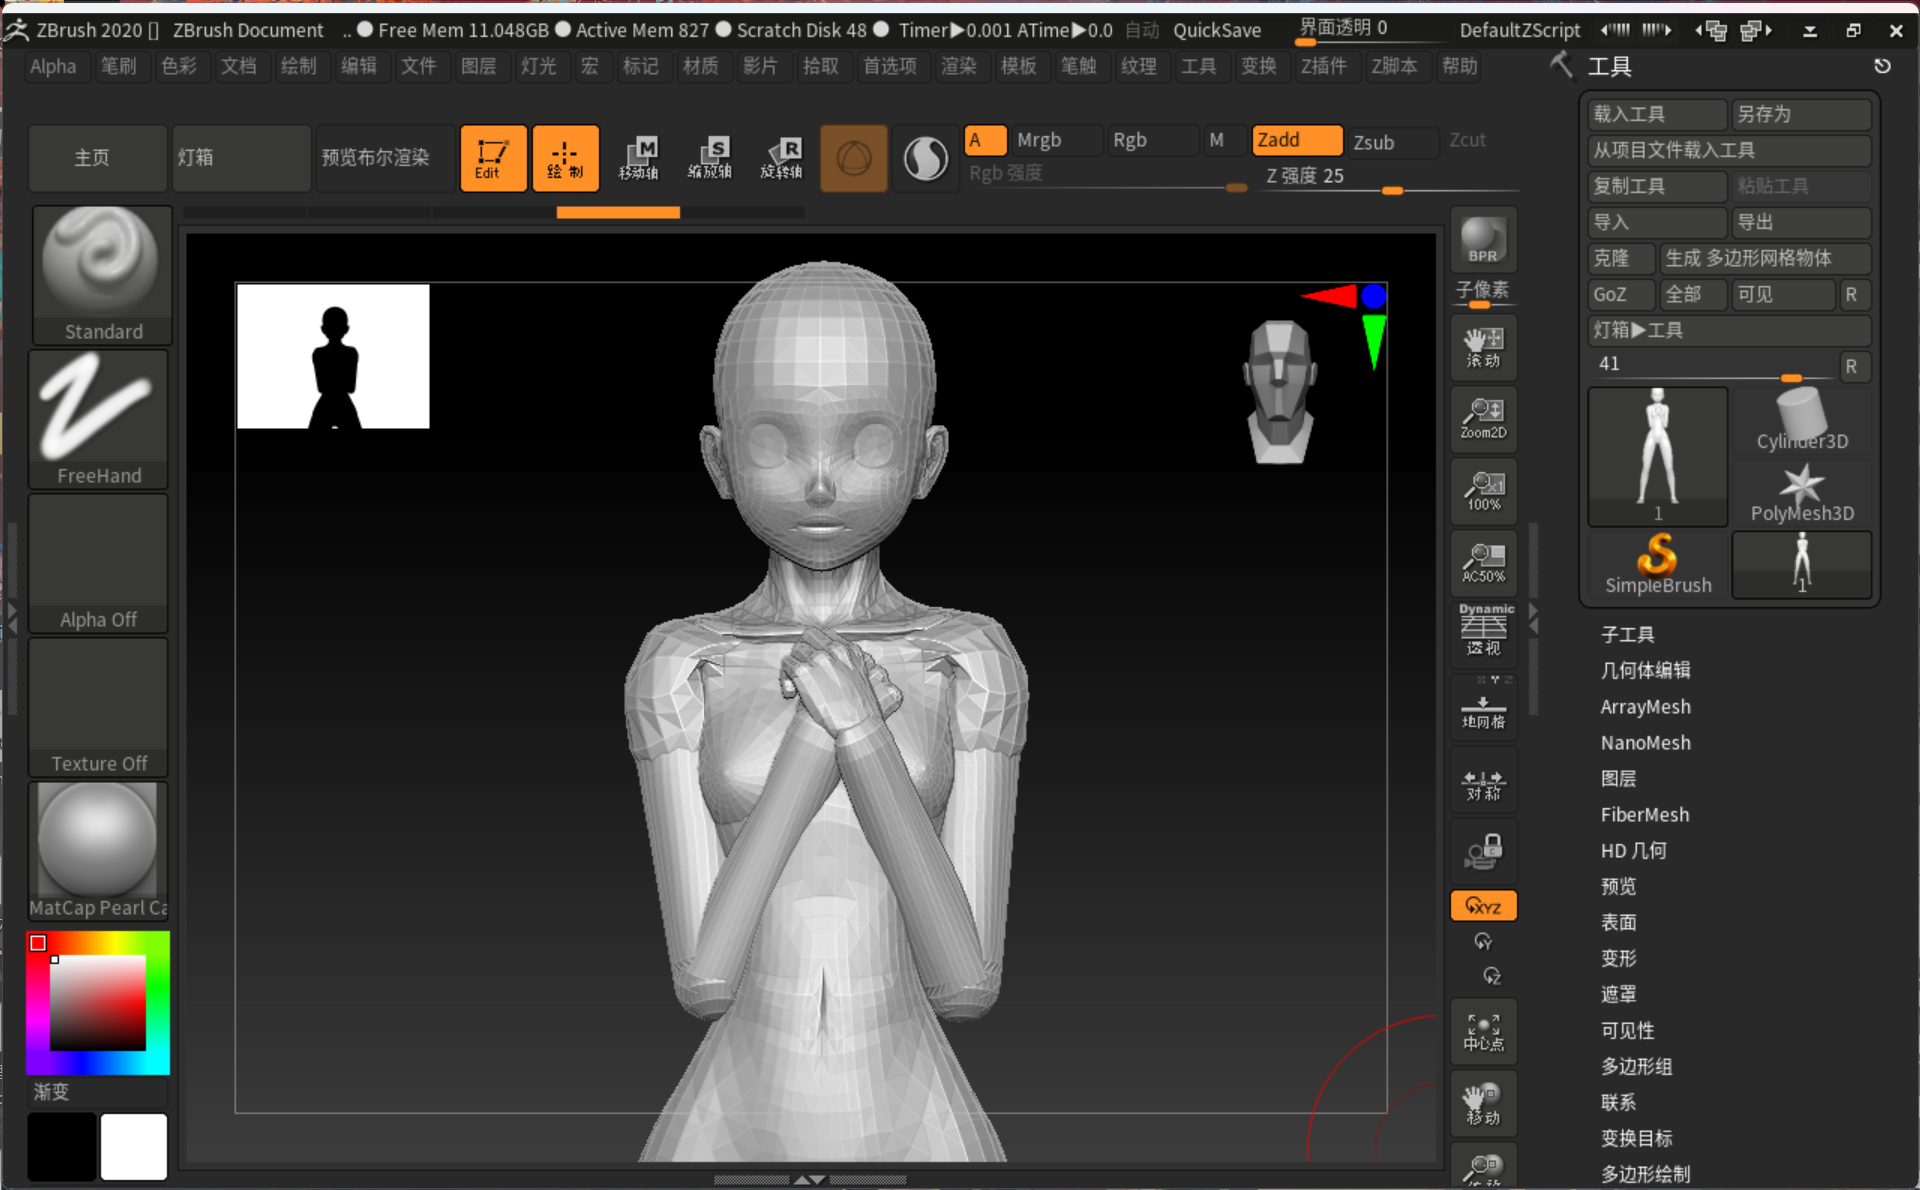 ZBrush 2020 [] ZBrush Document .. Free Mem 11.048GB Active Mem 827 Scratch Disk 48 Timer▶0.001 ATime▶0.0 自动 QuickSave 界面透明 0 DefaultZScript
Alpha 笔刷 色彩 文档 绘制 编辑 文件 图层 灯光 宏 标记 材质 影片 拾取 首选项 渲染 模板 笔触 纹理 工具 变换 Z插件 Z脚本 帮助
工具
主页 灯箱 预览布尔渲染 Edit 绘制 移动轴 缩放轴 旋转轴
M S R
A Mrgb Rgb M Zadd Zsub Zcut
Rgb 强度 Z 强度 25
Standard
FreeHand
Alpha Off
Texture Off
MatCap Pearl Ca
渐变
BPR
子像素
滚动
Zoom2D
100%
AC50%
Dynamic
透视
地网格
对称
XYZ
Y
Z
中心点
移动
载入工具 另存为
从项目文件载入工具
复制工具 粘贴工具
导入 导出
克隆 生成 多边形网格物体
GoZ 全部 可见 R
灯箱▶工具
41 R
1 Cylinder3D
PolyMesh3D
SimpleBrush 1
子工具
几何体编辑
ArrayMesh
NanoMesh
图层
FiberMesh
HD 几何
预览
表面
变形
遮罩
可见性
多边形组
联系
变换目标
多边形绘制